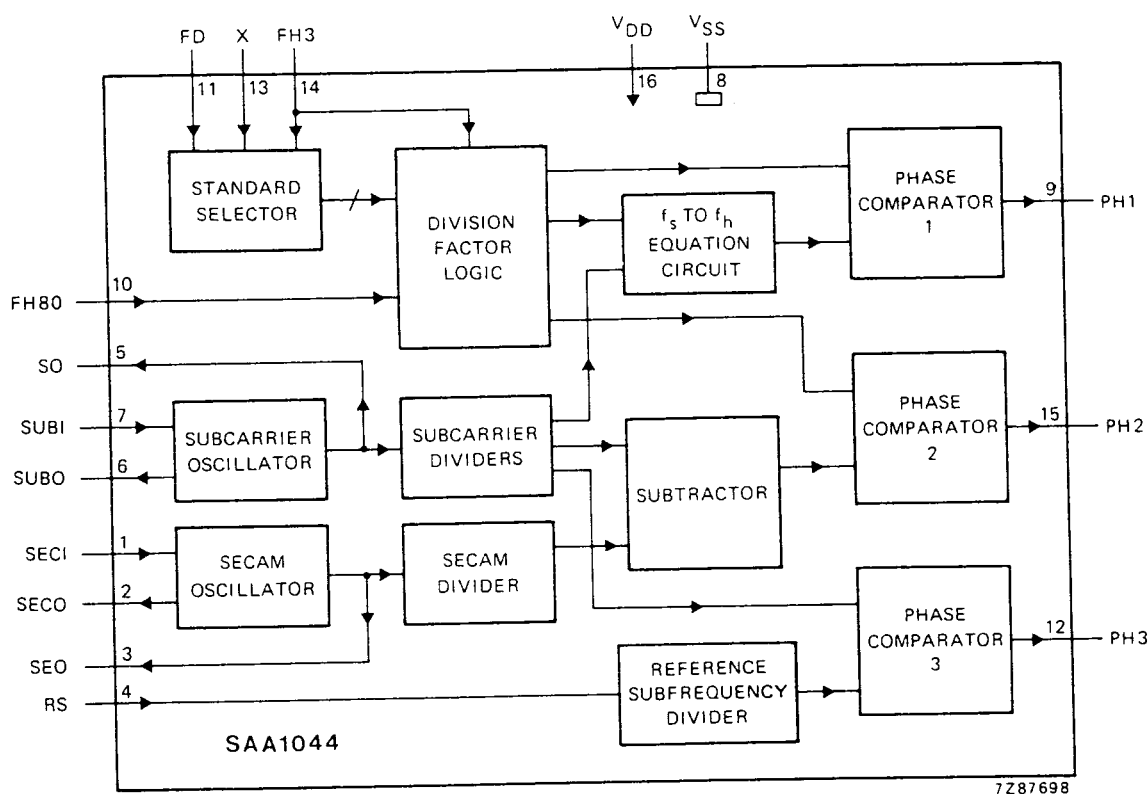 FD X FH3 VDD VSS
11 13 14 16 8
STANDARD
SELECTOR
DIVISION
FACTOR
LOGIC
fs TO fh
EQUATION
CIRCUIT
PHASE
COMPARATOR
1
9 PH1
FH80 10
SO 5
SUBI 7
SUBO 6
SUBCARRIER
OSCILLATOR
SUBCARRIER
DIVIDERS
SUBTRACTOR
PHASE
COMPARATOR
2
15 PH2
SECI 1
SECO 2
SEO 3
RS 4
SECAM
OSCILLATOR
SECAM
DIVIDER
REFERENCE
SUBFREQUENCY
DIVIDER
PHASE
COMPARATOR
3
12 PH3
SAA1044
7Z87698